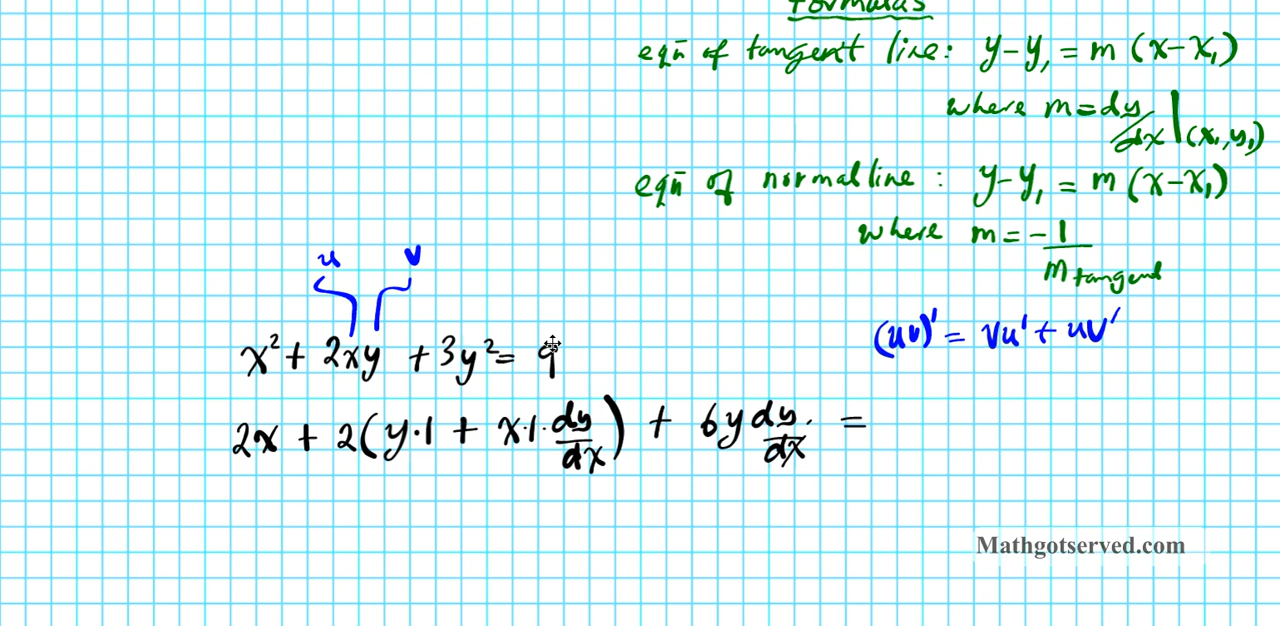 Formulas
eqn̄ of tangent line: y-y₁ = m (x-x₁)
where m = dy/dx |(x₁, y₁)
eqn̄ of normal line: y-y₁ = m (x-x₁)
where m = -1/m tangent
u v
(uv)' = vu' + uv'
x² + 2xy + 3y² = 9
2x + 2(y·1 + x·1·dy/dx) + 6y dy/dx =
Mathgotserved.com